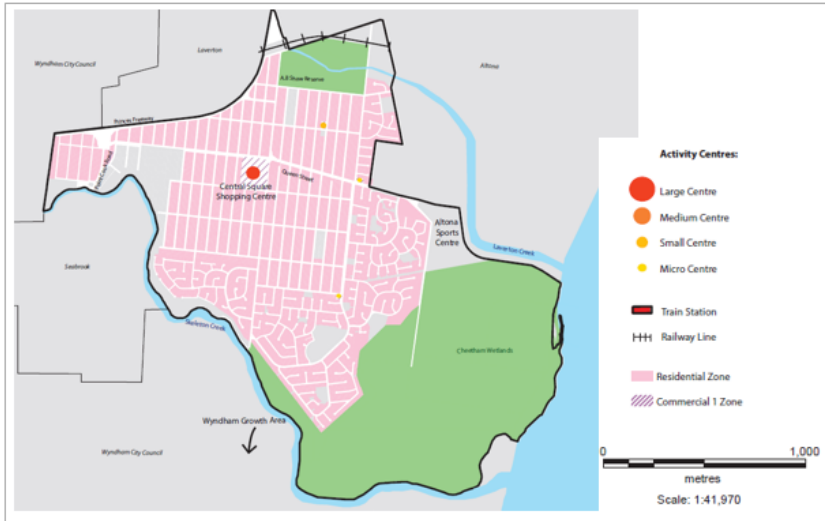 Laverton
Wyndham City Council
Altona
A.B Shaw Reserve
Princes Freeway
Point Cook Road
Queen Street
Central Square
Shopping Centre
Altona
Sports
Centre
Laverton Creek
Seabrook
Skeleton Creek
Cheetham Wetlands
Wyndham Growth Area
Wyndham City Council
Activity Centres:
Large Centre
Medium Centre
Small Centre
Micro Centre
Train Station
Railway Line
Residential Zone
Commercial 1 Zone
0 1,000
metres
Scale: 1:41,970